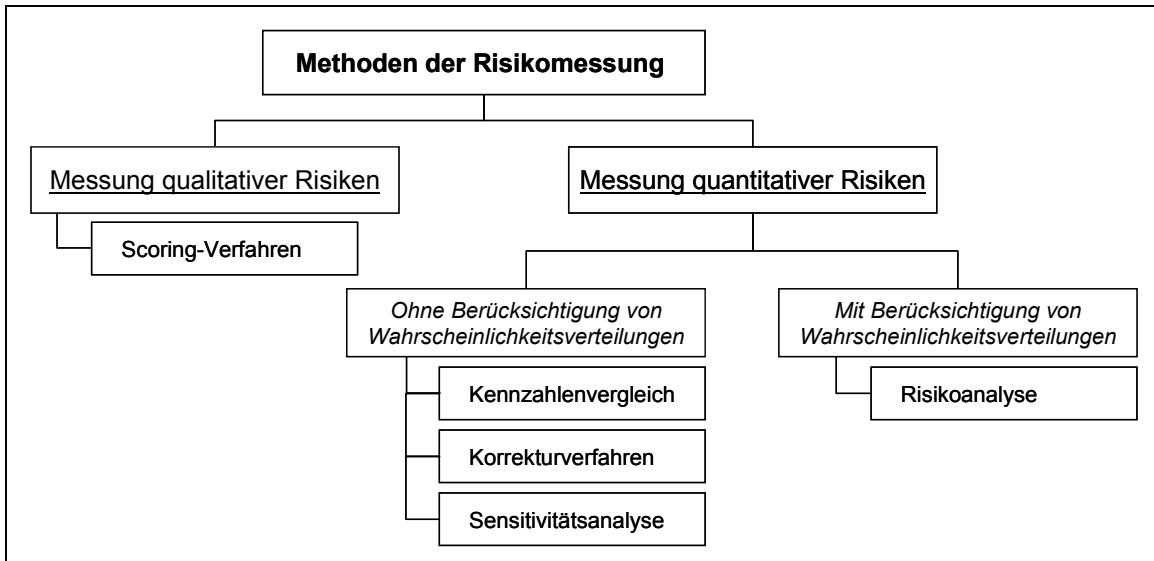 Methoden der Risikomessung
Messung qualitativer Risiken
Messung quantitativer Risiken
Scoring-Verfahren
Ohne Berücksichtigung von
Wahrscheinlichkeitsverteilungen
Mit Berücksichtigung von
Wahrscheinlichkeitsverteilungen
Kennzahlenvergleich
Risikoanalyse
Korrekturverfahren
Sensitivitätsanalyse